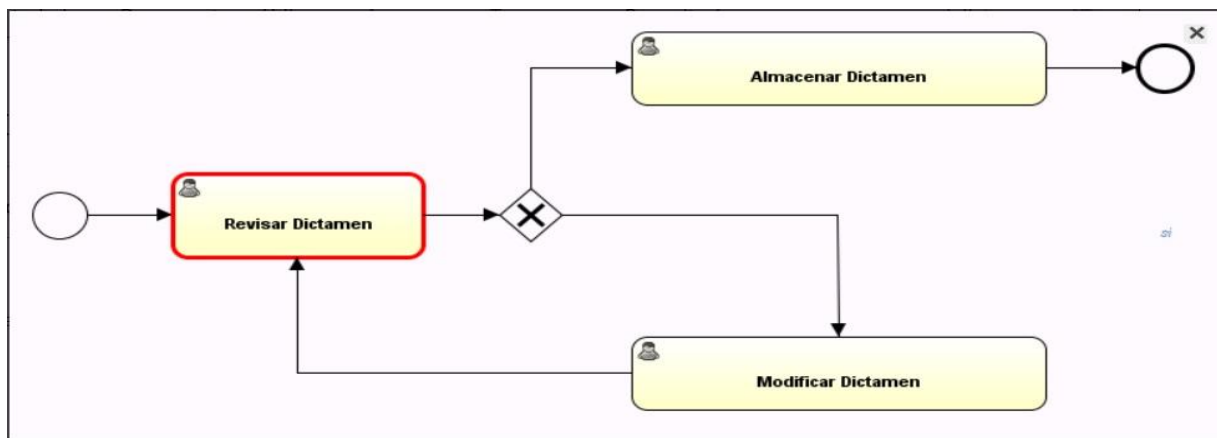 Almacenar Dictamen
Revisar Dictamen
si
Modificar Dictamen